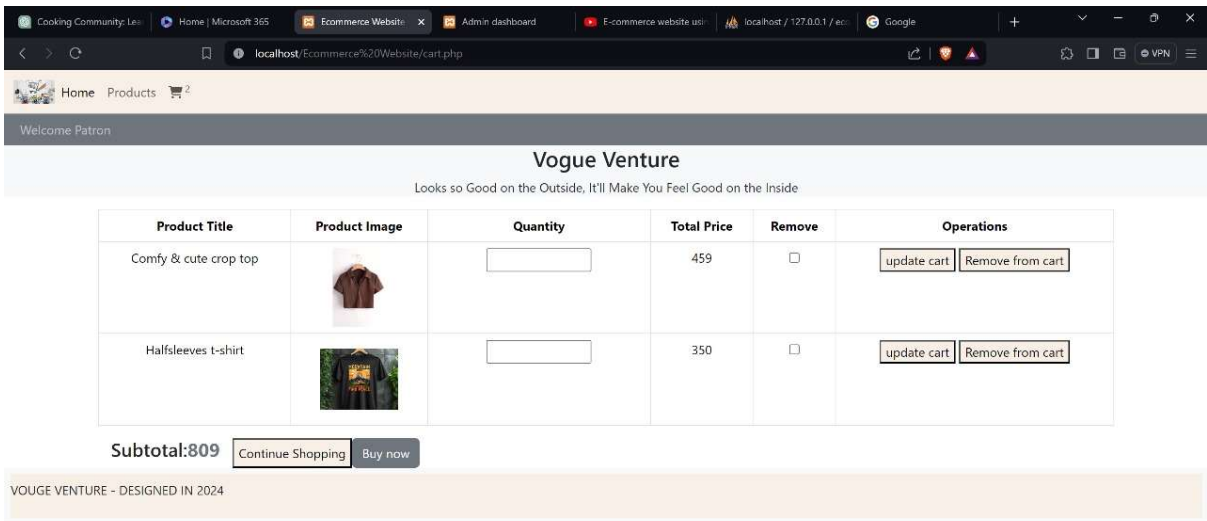 Cooking Community: Lea
Home | Microsoft 365
Ecommerce Website
Admin dashboard
E-commerce website usin
localhost / 127.0.0.1 / eco
Google
localhost/Ecommerce%20Website/cart.php
VPN
Home Products 2
Welcome Patron
Vogue Venture
Looks so Good on the Outside, It'll Make You Feel Good on the Inside
Product Title Product Image Quantity Total Price Remove Operations
Comfy & cute crop top 459 update cart Remove from cart
Halfsleeves t-shirt 350 update cart Remove from cart
Subtotal:809 Continue Shopping Buy now
VOUGE VENTURE - DESIGNED IN 2024